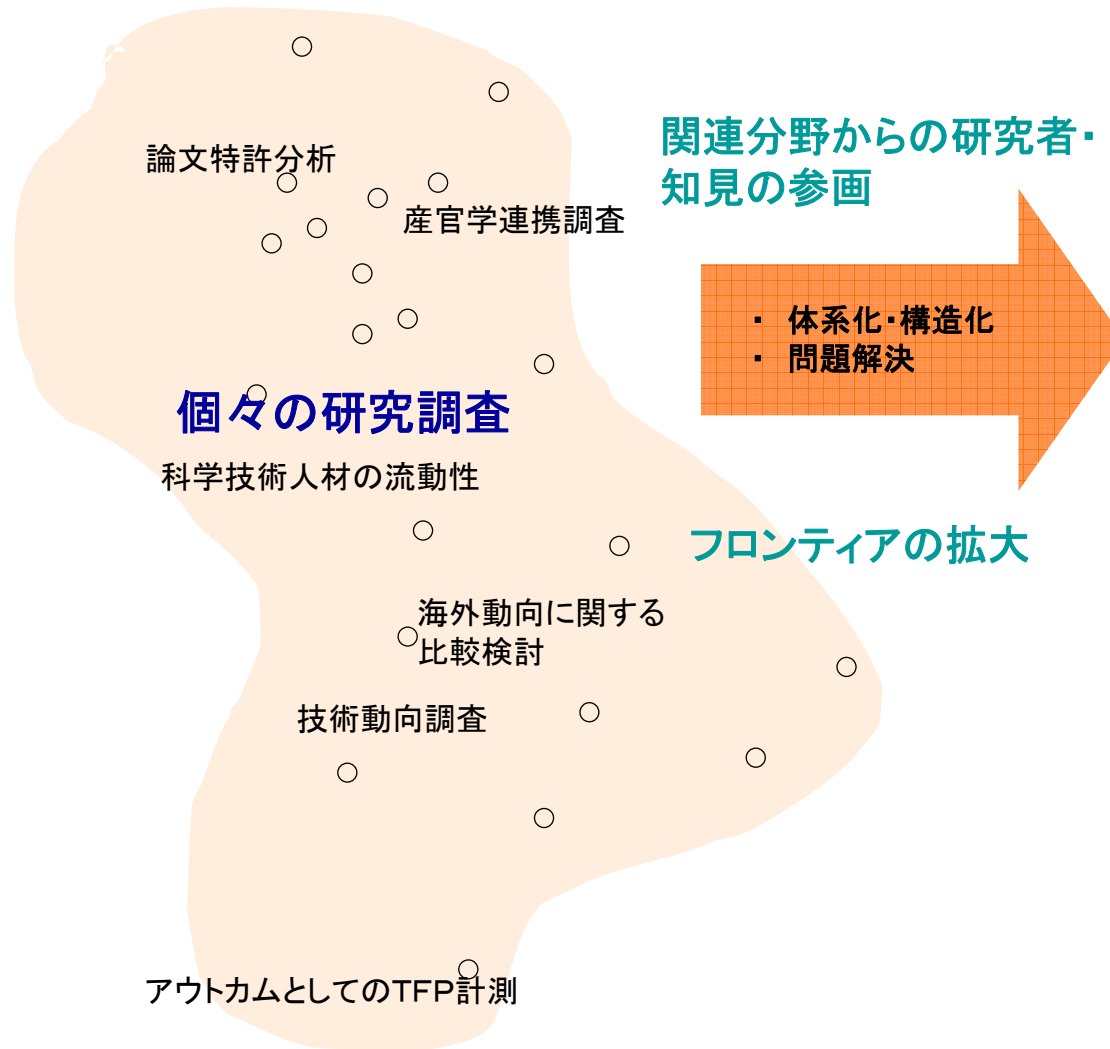 論文特許分析
産官学連携調査
個々の研究調査
科学技術人材の流動性
海外動向に関する
比較検討
技術動向調査
アウトカムとしてのTFP計測
関連分野からの研究者・
知見の参画
・ 体系化・構造化
・ 問題解決
フロンティアの拡大